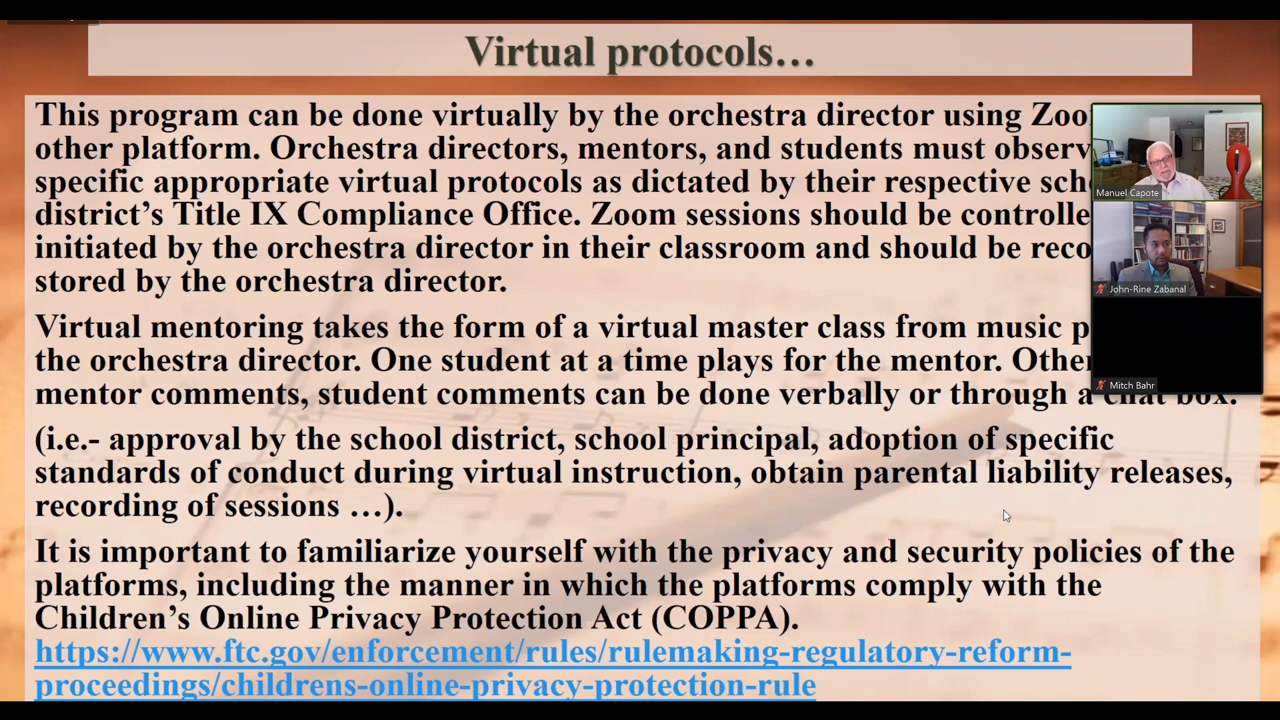 Virtual protocols…
This program can be done virtually by the orchestra director using
other platform. Orchestra directors, mentors, and students must
specific appropriate virtual protocols as dictated by their respective
district’s Title IX Compliance Office. Zoom sessions should be
initiated by the orchestra director in their classroom and should be
stored by the orchestra director.
Virtual mentoring takes the form of a virtual master class from music
the orchestra director. One student at a time plays for the mentor.
mentor comments, student comments can be done verbally or through a chat box.
(i.e.- approval by the school district, school principal, adoption of specific
standards of conduct during virtual instruction, obtain parental liability releases,
recording of sessions …).
It is important to familiarize yourself with the privacy and security policies of the
platforms, including the manner in which the platforms comply with the
Children’s Online Privacy Protection Act (COPPA).
https://www.ftc.gov/enforcement/rules/rulemaking-regulatory-reform-
proceedings/childrens-online-privacy-protection-rule
Manuel Capote
John-Rine Zabanal
Mitch Bahr